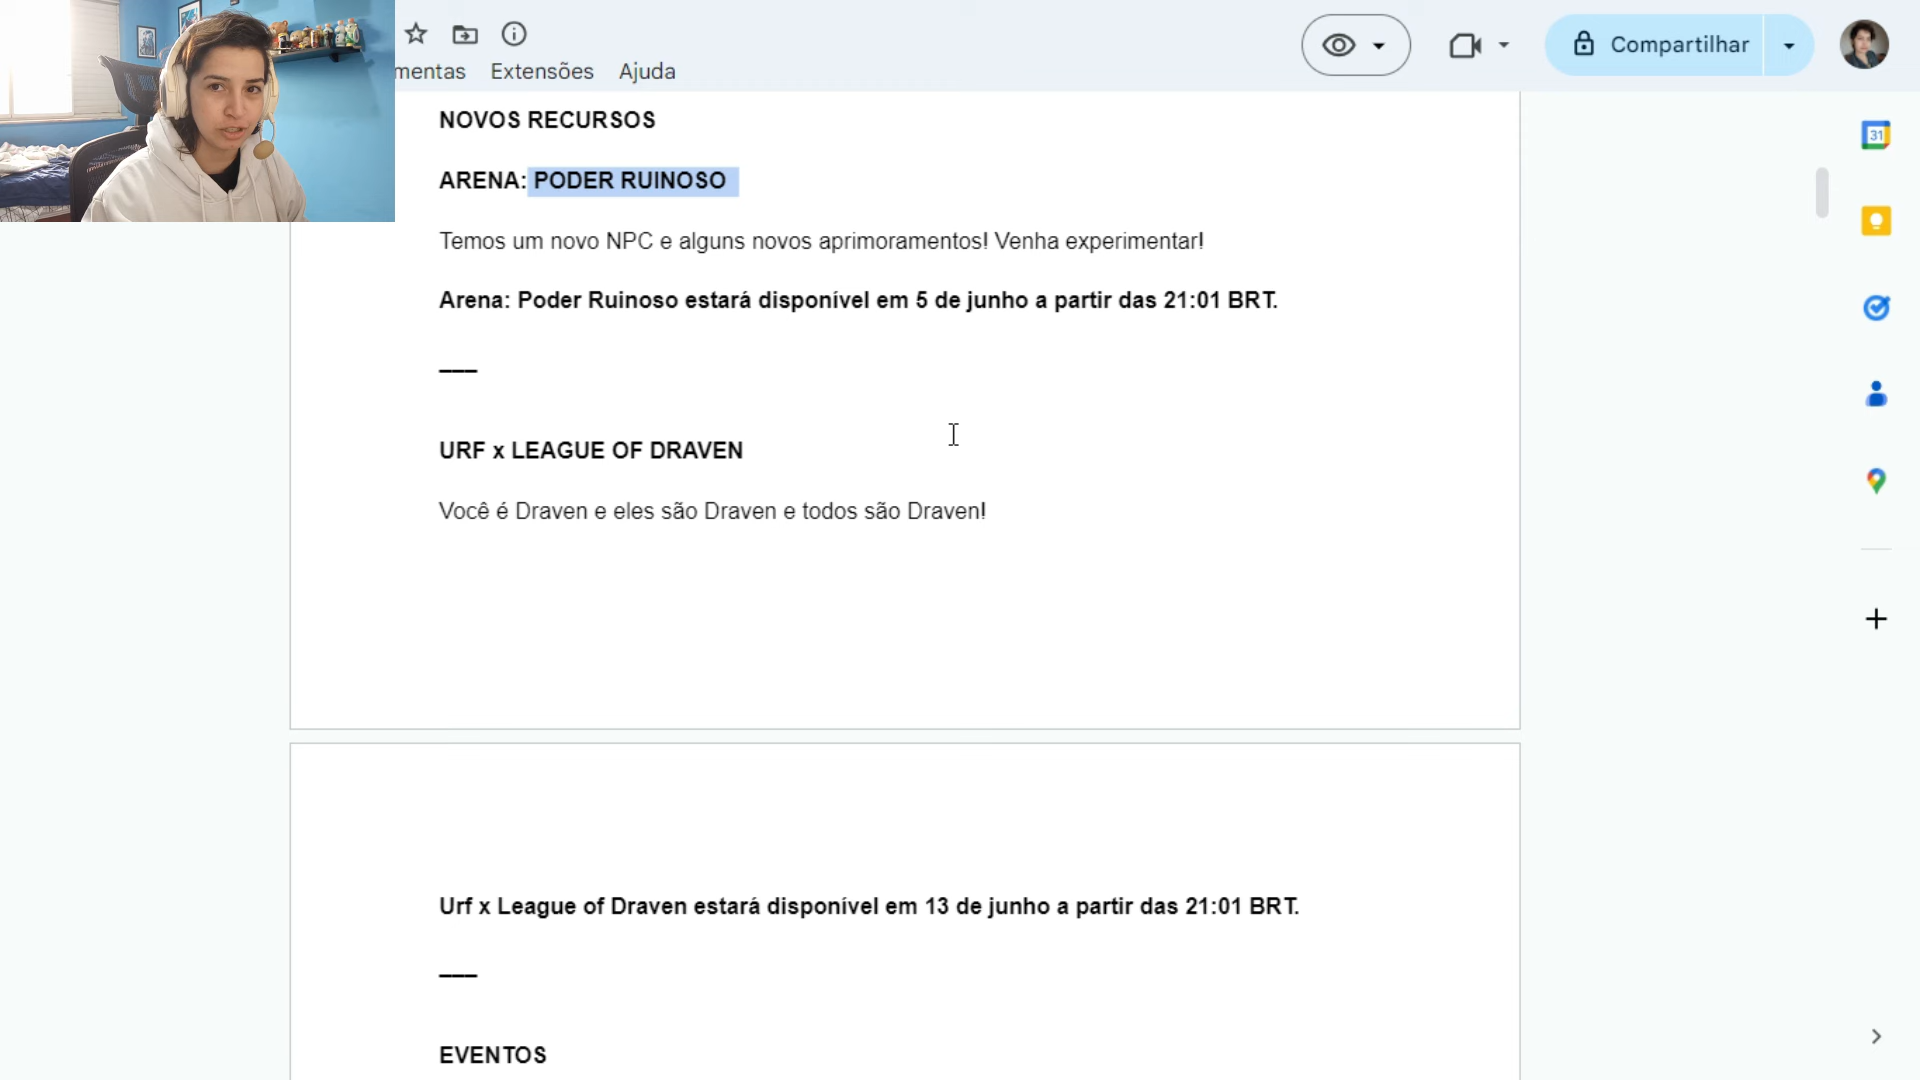 mentas Extensões Ajuda
Compartilhar
31
NOVOS RECURSOS
ARENA: PODER RUINOSO
Temos um novo NPC e alguns novos aprimoramentos! Venha experimentar!
Arena: Poder Ruinoso estará disponível em 5 de junho a partir das 21:01 BRT.
___
URF x LEAGUE OF DRAVEN
Você é Draven e eles são Draven e todos são Draven!
Urf x League of Draven estará disponível em 13 de junho a partir das 21:01 BRT.
___
EVENTOS